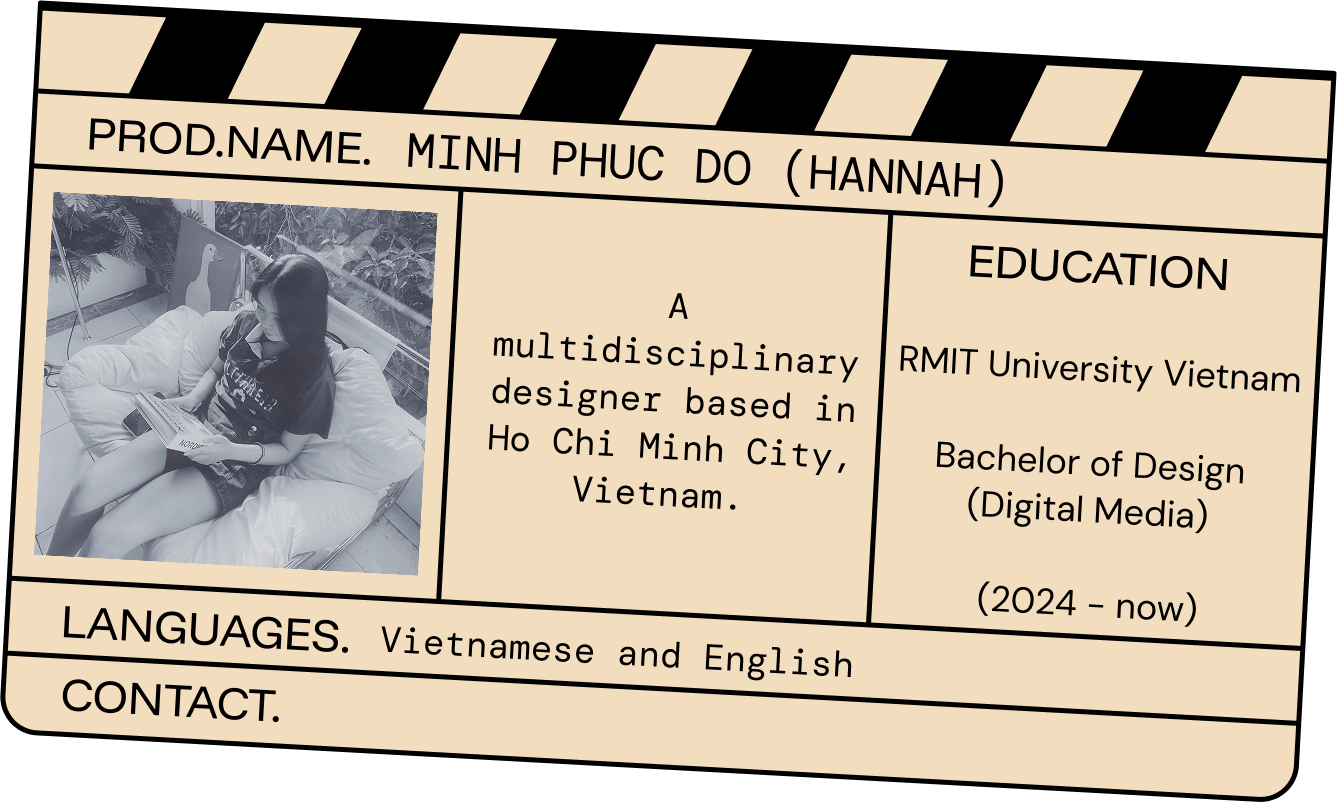 PROD.NAME. MINH PHUC DO (HANNAH)
A
multidisciplinary
designer based in
Ho Chi Minh City,
Vietnam.
EDUCATION
RMIT University Vietnam
Bachelor of Design
(Digital Media)
(2024 - now)
NORDIC
LANGUAGES. Vietnamese and English
CONTACT.